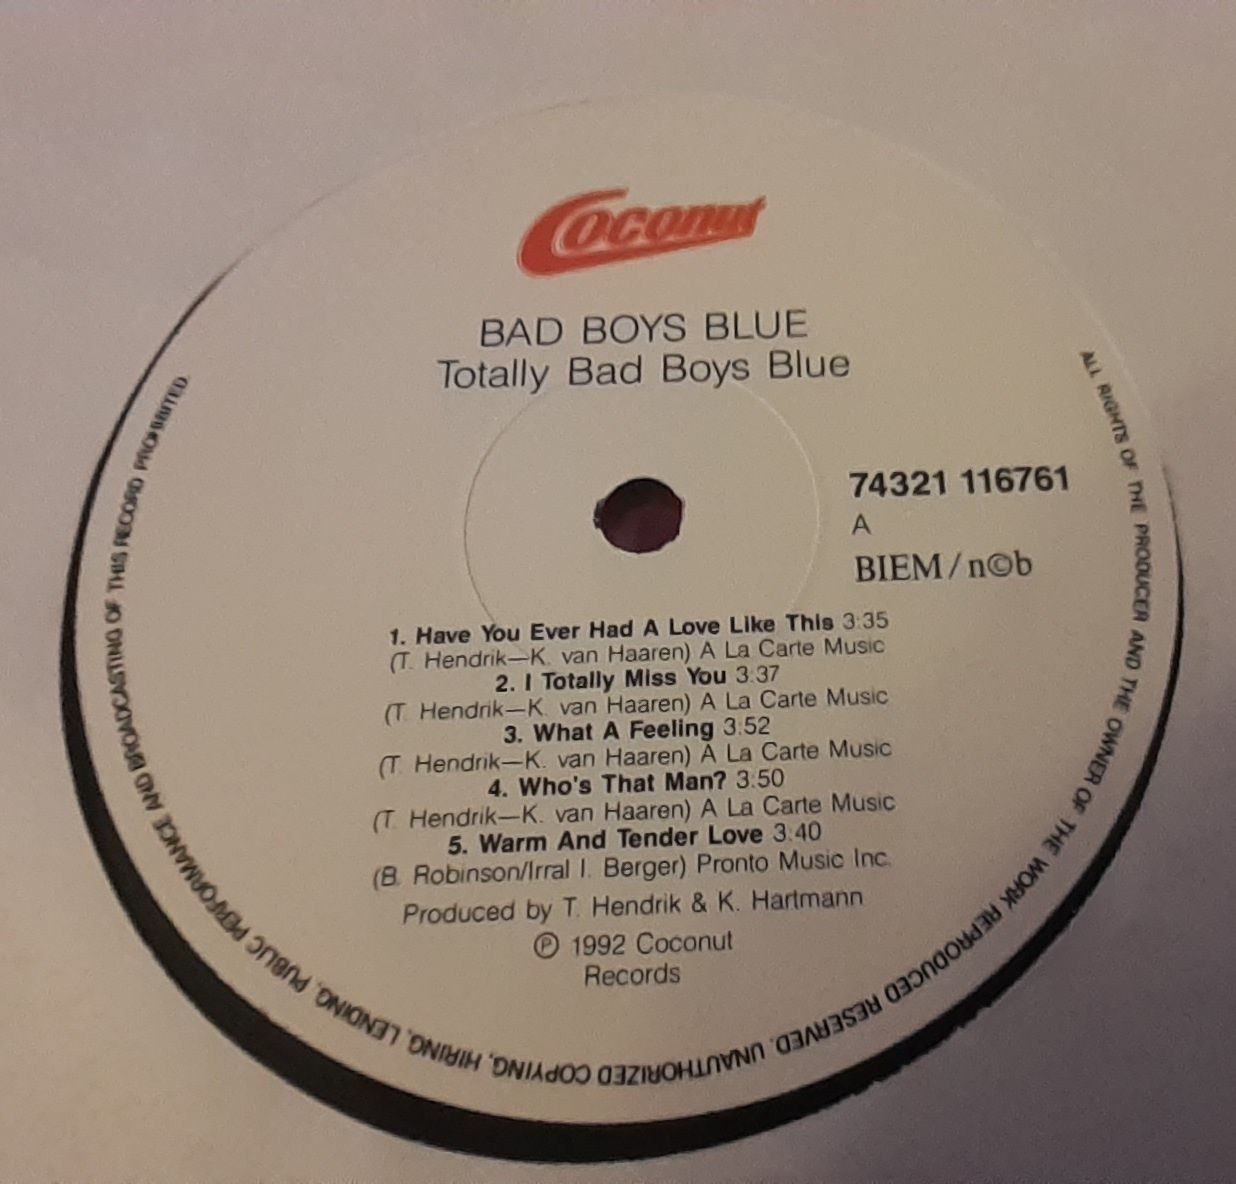 Coconut
BAD BOYS BLUE
Totally Bad Boys Blue
74321 116761
A
BIEM/n©b
1. Have You Ever Had A Love Like This 3:35
(T. Hendrik—K. van Haaren) A La Carte Music
2. I Totally Miss You 3:37
(T. Hendrik—K. van Haaren) A La Carte Music
3. What A Feeling 3:52
(T. Hendrik—K. van Haaren) A La Carte Music
4. Who's That Man? 3:50
(T. Hendrik—K. van Haaren) A La Carte Music
5. Warm And Tender Love 3:40
(B. Robinson/Irral I. Berger) Pronto Music Inc.
Produced by T. Hendrik & K. Hartmann
℗ 1992 Coconut
Records
ALL RIGHTS OF THE PRODUCER AND THE OWNER OF THE WORK REPRODUCED RESERVED. UNAUTHORIZED COPYING, HIRING, LENDING, PUBLIC PERFORMANCE AND BROADCASTING OF THIS RECORD PROHIBITED.